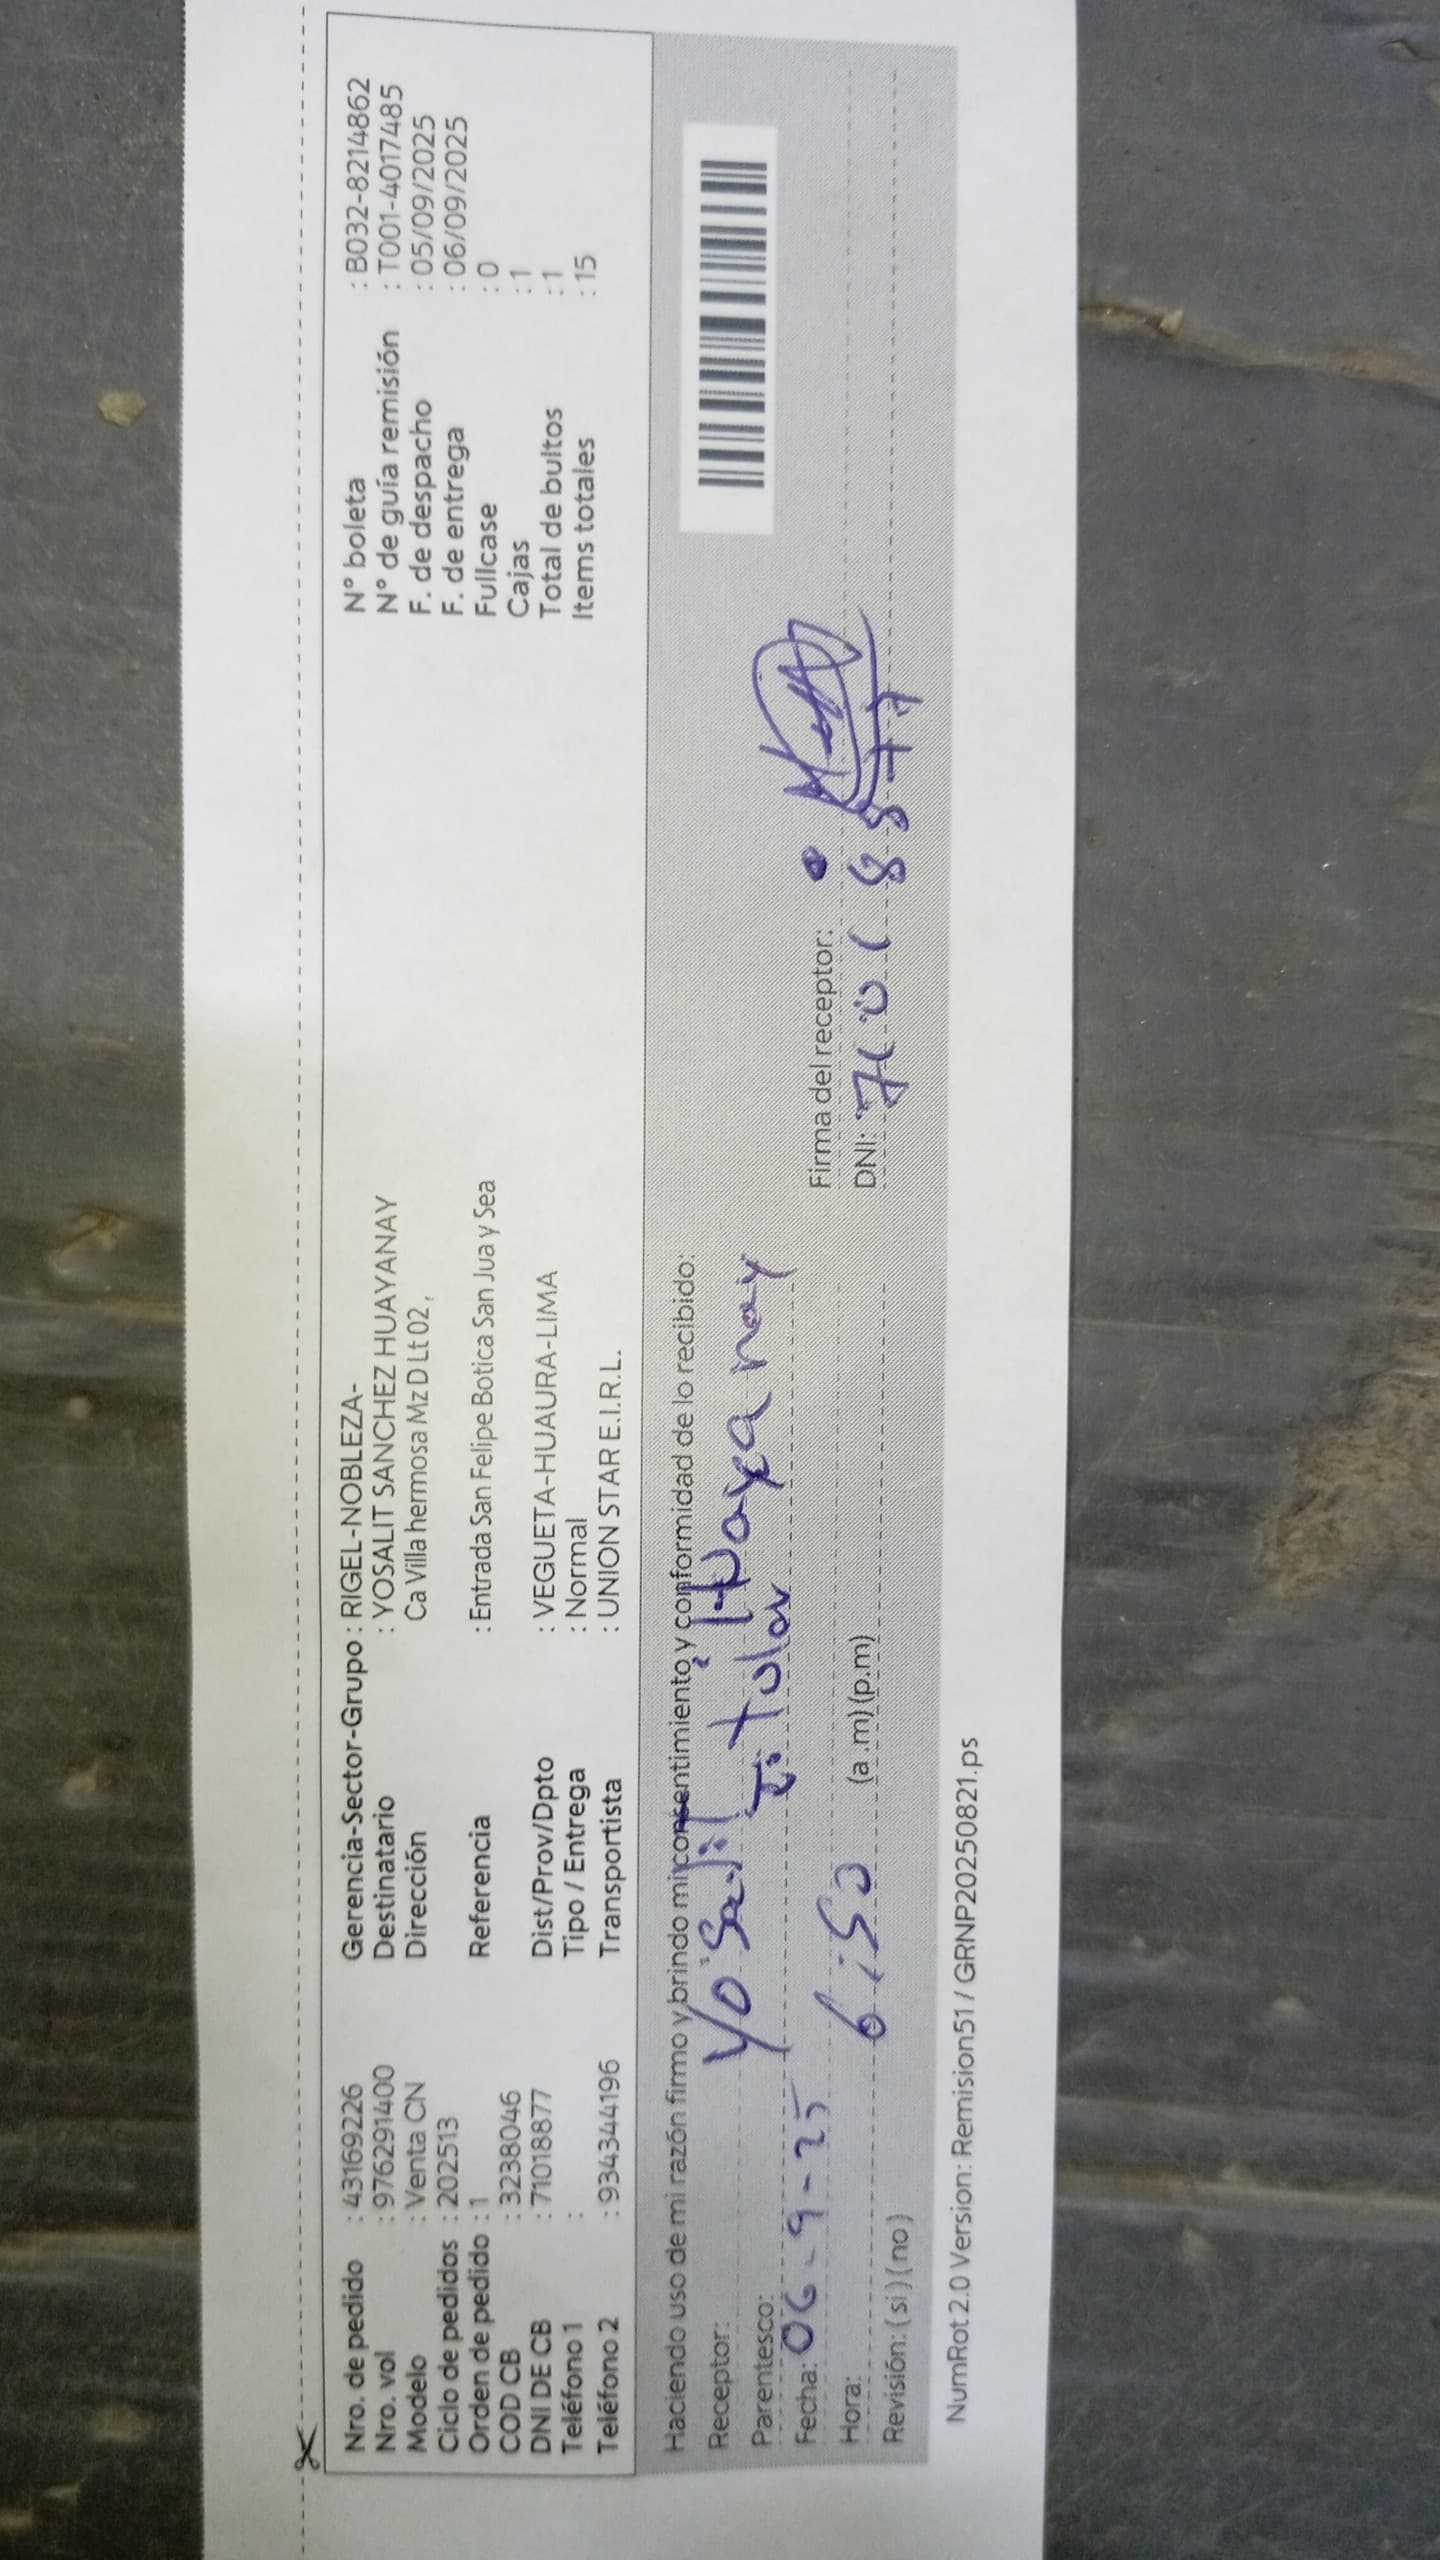 Nro. de pedido : 43169226
Nro. vol : 976291400
Modelo : Venta CN
Ciclo de pedidos : 202513
Orden de pedido : 1
COD CB : 3238046
DNI DE CB : 71018877
Teléfono 1 :
Teléfono 2 : 934344196
Gerencia-Sector-Grupo : RIGEL-NOBLEZA-
Destinatario : YOSALIT SANCHEZ HUAYANAY
Dirección Ca Villa hermosa Mz D Lt 02 ,
Referencia : Entrada San Felipe Botica San Jua y Sea
Dist/Prov/Dpto : VEGUETA-HUAURA-LIMA
Tipo / Entrega : Normal
Transportista : UNION STAR E.I.R.L.
N° boleta : B032-8214862
N° de guía remisión : T001-4017485
F. de despacho : 05/09/2025
F. de entrega : 06/09/2025
Fullcase : 0
Cajas : 1
Total de bultos : 1
Items totales : 15
Haciendo uso de mi razón firmo y brindo mi consentimiento y conformidad de lo recibido:
Receptor: Yosalit Huayanay
Parentesco: Titular
Fecha: 06-9-25
Hora: 6:50 (a.m) (p.m)
Revisión: ( si ) ( no )
Firma del receptor:
DNI: 71018877
NumRot 2.0 Version: Remision51 / GRNP20250821.ps